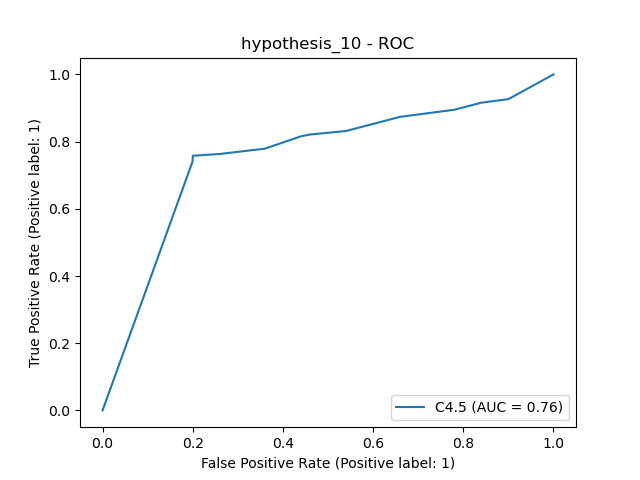 hypothesis_10 - ROC
1.0
0.8
0.6
0.4
0.2
0.0
True Positive Rate (Positive label: 1)
C4.5 (AUC = 0.76)
0.0 0.2 0.4 0.6 0.8 1.0
False Positive Rate (Positive label: 1)